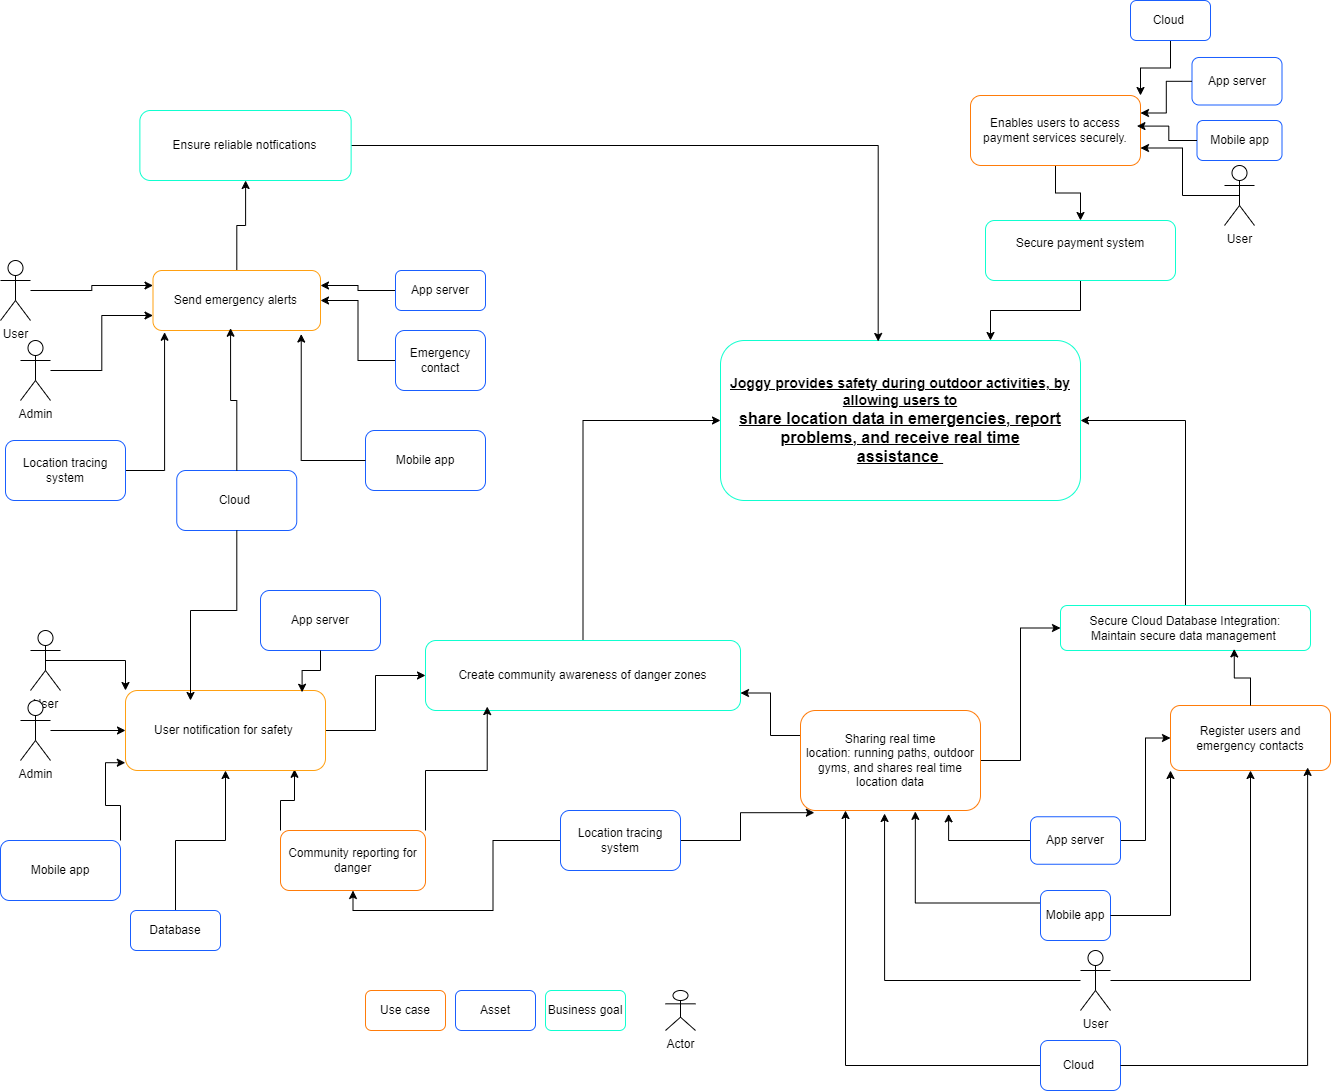 Cloud
App server
Enables users to access
payment services securely.
Mobile app
Ensure reliable notfications
User
Secure payment system
Send emergency alerts
App server
User
Emergency
contact
Admin
Joggy provides safety during outdoor activities, by
allowing users to
share location data in emergencies, report
problems, and receive real time
assistance
Location tracing
system
Mobile app
Cloud
App server
Secure Cloud Database Integration:
Maintain secure data management
Create community awareness of danger zones
User
User notification for safety
Admin
Sharing real time
location: running paths, outdoor
gyms, and shares real time
location data
Register users and
emergency contacts
Location tracing
system
App server
Community reporting for
danger
Mobile app
Mobile app
Database
Use case
Asset
Business goal
Actor
User
Cloud